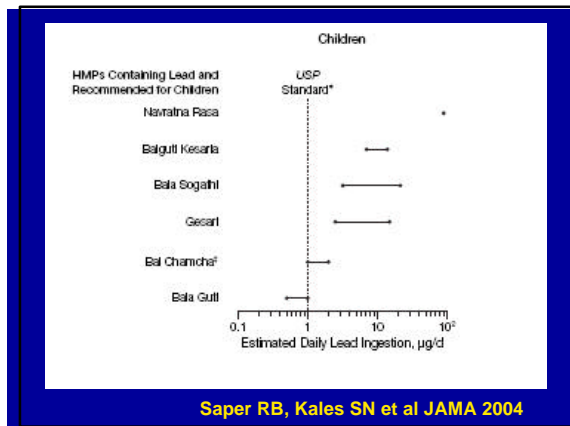 Children
HMPs Containing Lead and
Recommended for Children
USP
Standard*
Navratna Rasa
Balguti Kesaria
Bala Sogathi
Gesari
Bal Chamcha‡
Bala Guti
0.1 1 10 10²
Estimated Daily Lead Ingestion, µg/d
Saper RB, Kales SN et al JAMA 2004